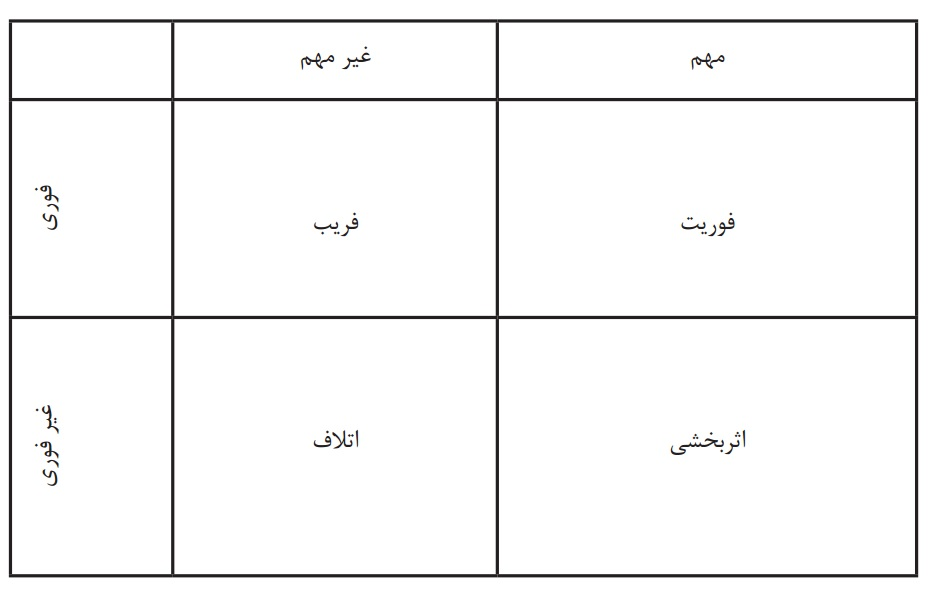 مهم
غیر مهم
فوری
فوریت
فریب
غیر فوری
اثربخشی
اتلاف